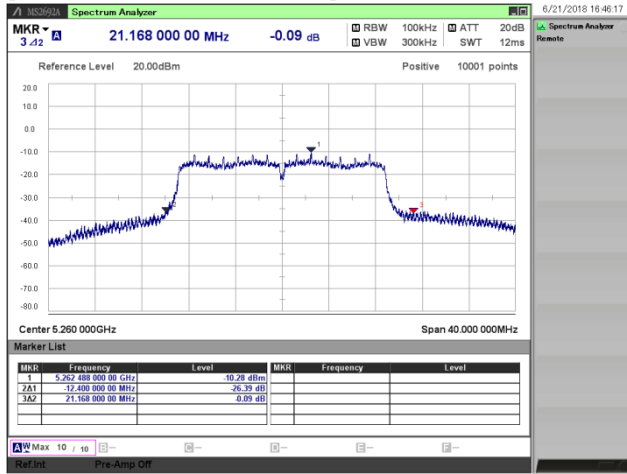 MS2692A Spectrum Analyzer
6/21/2018 16:46:17
MKR A 21.168 000 00 MHz -0.09 dB
3 Δ2
M RBW 100kHz M ATT 20dB
M VBW 300kHz SWT 12ms
Spectrum Analyzer
Remote
Reference Level 20.00dBm Positive 10001 points
20.0
10.0
0.0
-10.0
-20.0
-30.0
-40.0
-50.0
-60.0
-70.0
-80.0
1
2
3
Center 5.260 000GHz Span 40.000 000MHz
Marker List
MKR Frequency Level MKR Frequency Level
1 5.262 488 000 00 GHz -10.28 dBm
2Δ1 -12.400 000 00 MHz -26.39 dB
3Δ2 21.168 000 00 MHz -0.09 dB
A W Max 10 / 10 B-- C-- D-- E-- F--
Ref.Int Pre-Amp Off